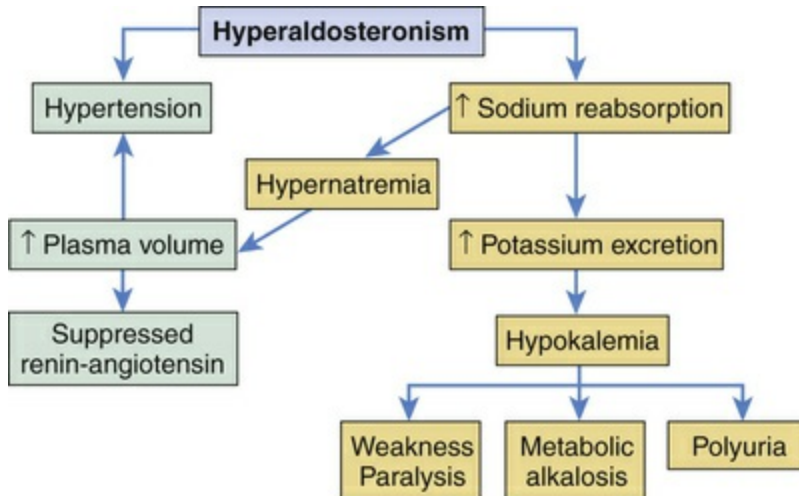 Hyperaldosteronism
Hypertension
↑ Sodium reabsorption
Hypernatremia
↑ Plasma volume
↑ Potassium excretion
Suppressed
renin-angiotensin
Hypokalemia
Weakness
Paralysis
Metabolic
alkalosis
Polyuria